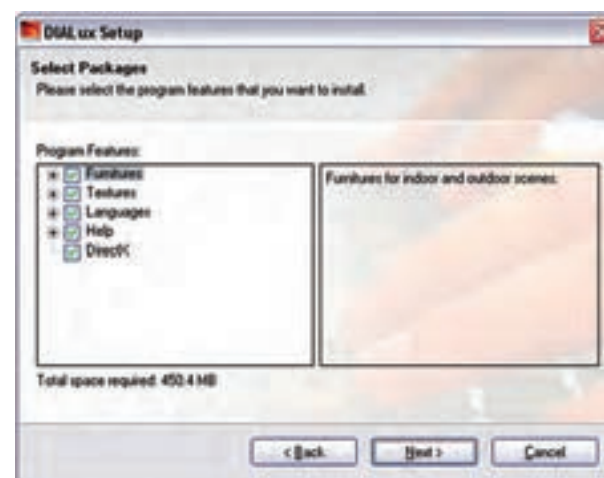 DIALux Setup
Select Packages
Please select the program features that you want to install.
Program Features:
Furnitures
Textures
Languages
Help
DirectX
Furnitures for indoor and outdoor scenes.
Total space required: 450.4 MB
< Back
Next >
Cancel